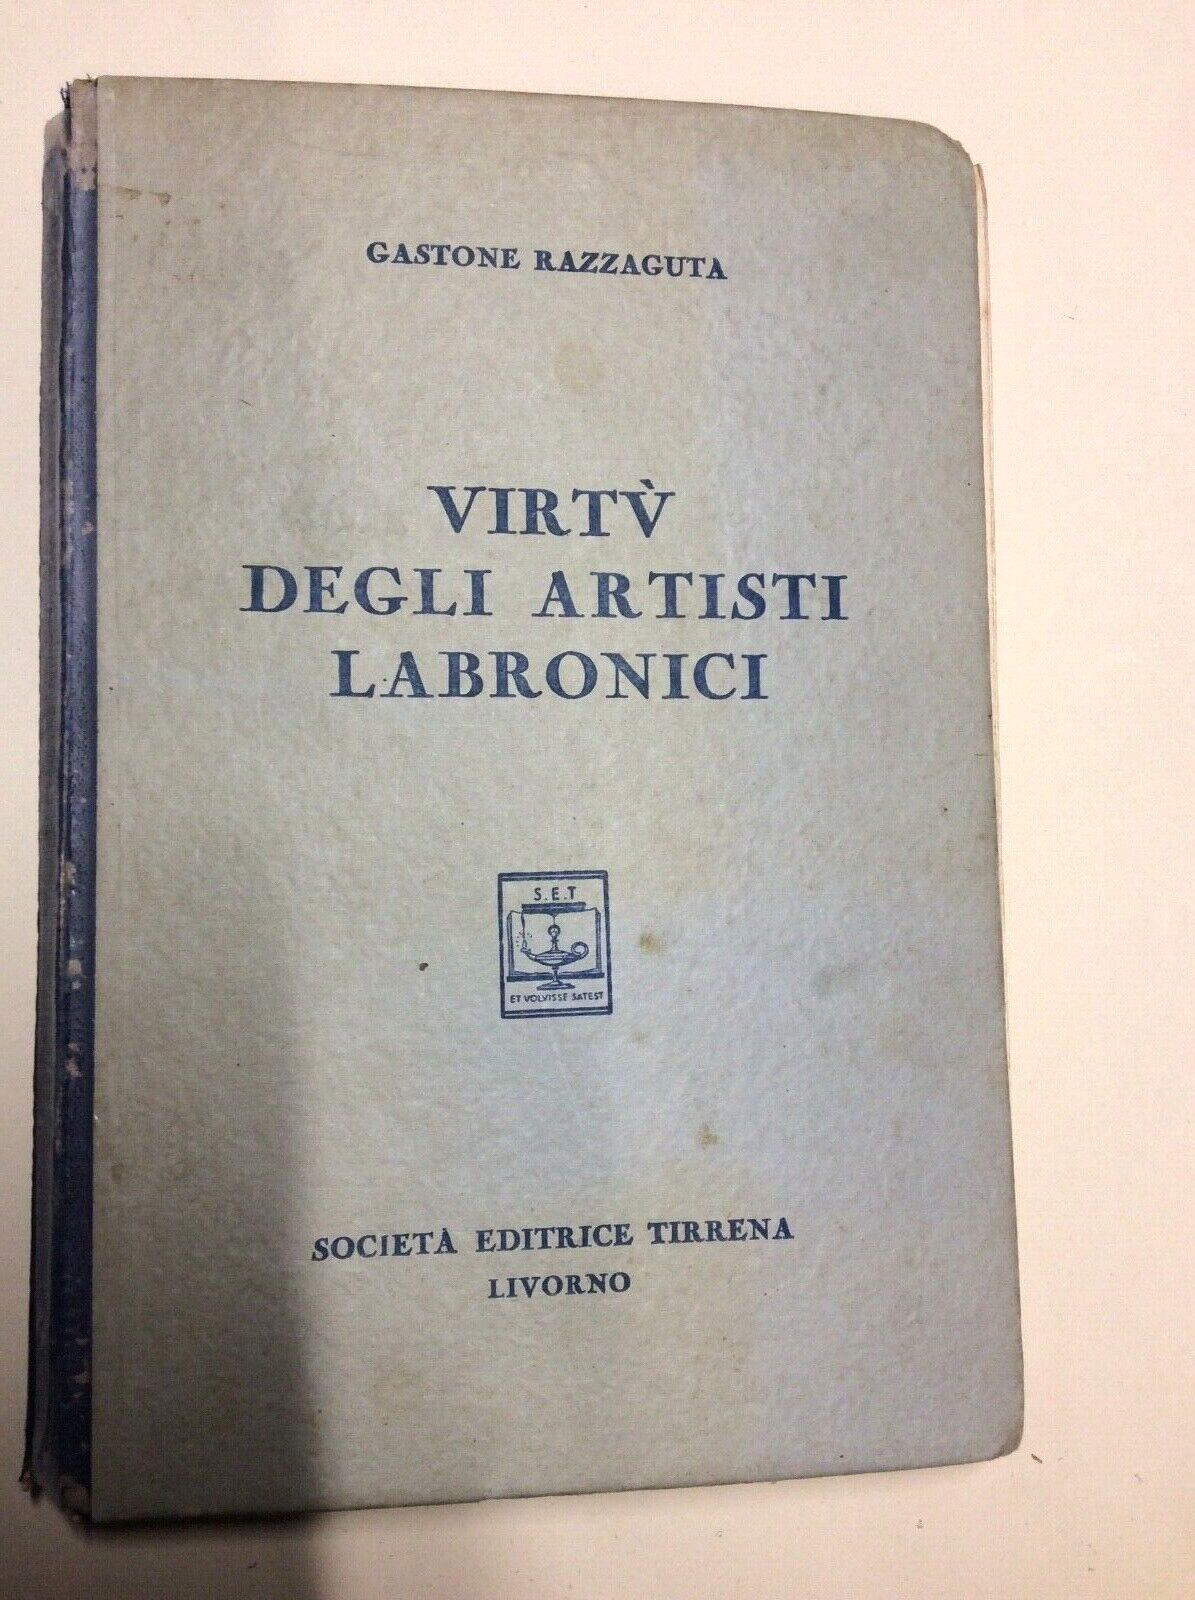 GASTONE RAZZAGUTA
VIRTV̀
DEGLI ARTISTI
LABRONICI
S.E.T
ET VOLVISSE SATEST
SOCIETÀ EDITRICE TIRRENA
LIVORNO